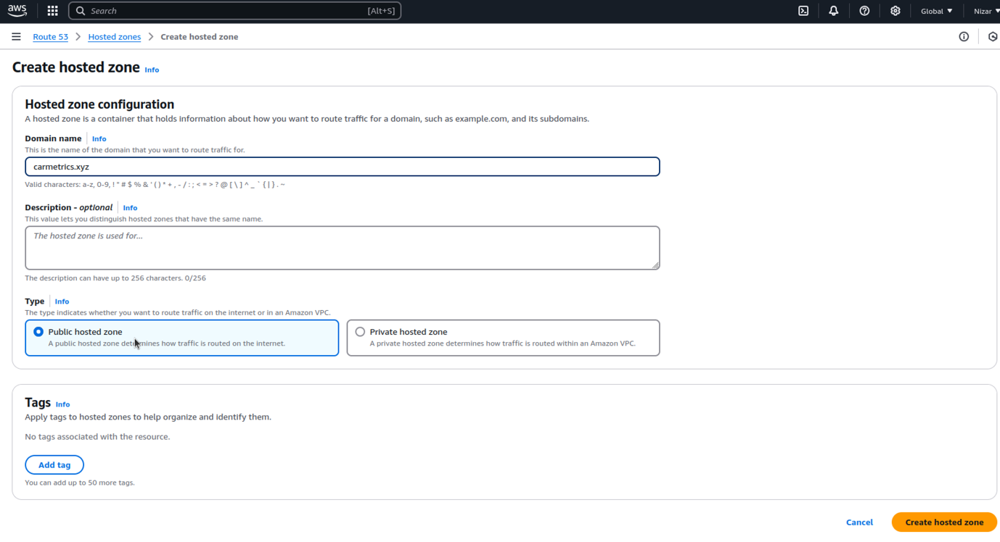 aws Search [Alt+S] Global Nizar
Route 53 > Hosted zones > Create hosted zone
Create hosted zone Info
Hosted zone configuration
A hosted zone is a container that holds information about how you want to route traffic for a domain, such as example.com, and its subdomains.
Domain name Info
This is the name of the domain that you want to route traffic for.
carmetrics.xyz
Valid characters: a-z, 0-9, ! " # $ % & ' ( ) * + , - / : ; < = > ? @ [ \ ] ^ _ ` { | } . ~
Description - optional Info
This value lets you distinguish hosted zones that have the same name.
The hosted zone is used for...
The description can have up to 256 characters. 0/256
Type Info
The type indicates whether you want to route traffic on the internet or in an Amazon VPC.
Public hosted zone
A public hosted zone determines how traffic is routed on the internet.
Private hosted zone
A private hosted zone determines how traffic is routed within an Amazon VPC.
Tags Info
Apply tags to hosted zones to help organize and identify them.
No tags associated with the resource.
Add tag
You can add up to 50 more tags.
Cancel Create hosted zone